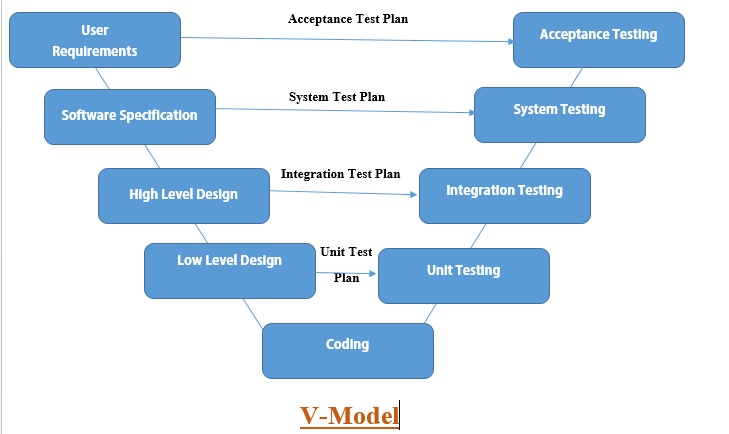 Acceptance Test Plan
User
Requirements
Acceptance Testing
System Test Plan
Software Specification
System Testing
Integration Test Plan
High Level Design
Integration Testing
Unit Test
Plan
Low Level Design
Unit Testing
Coding
V-Model